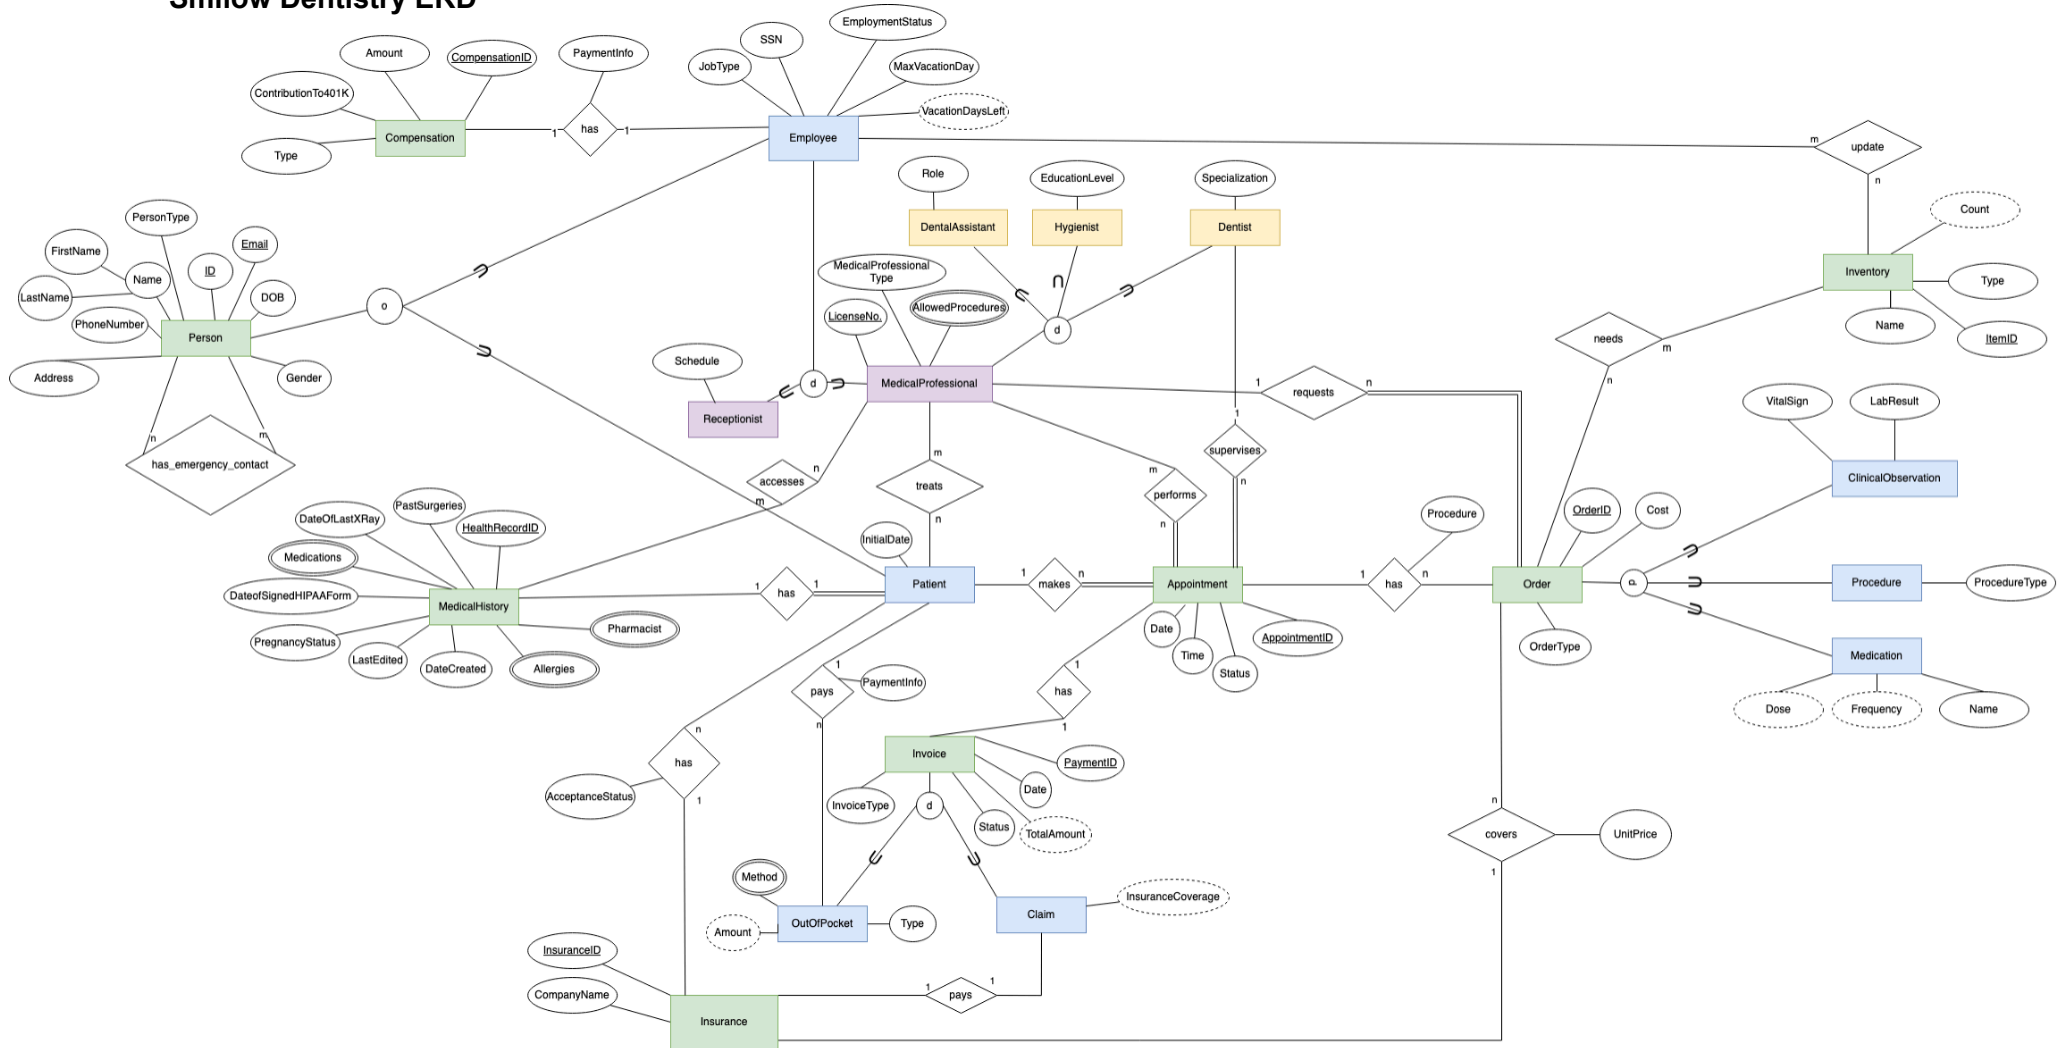 Smilow Dentistry ERD
EmploymentStatus
SSN
Amount
CompensationID
PaymentInfo
JobType
MaxVacationDay
ContributionTo401K
VacationDaysLeft
Compensation
1
has
1
Employee
m
update
n
Type
Role
EducationLevel
Specialization
Count
PersonType
FirstName
Email
DentalAssistant
Hygienist
Dentist
MedicalProfessional
Type
Inventory
Type
LastName
Name
ID
DOB
o
AllowedProcedures
LicenseNo.
d
Name
ItemID
PhoneNumber
Person
needs
m
n
Address
Gender
Schedule
d
MedicalProfessional
1
requests
n
Receptionist
VitalSign
LabResult
n
m
has_emergency_contact
1
supervises
n
m
treats
n
n
accesses
m
m
performs
n
ClinicalObservation
PastSurgeries
DateOfLastXRay
HealthRecordID
Procedure
OrderID
Cost
Medications
InitialDate
DateofSignedHIPAAForm
MedicalHistory
1
has
1
Patient
1
makes
n
Appointment
1
has
n
Order
d
Procedure
ProcedureType
PregnancyStatus
LastEdited
DateCreated
Allergies
Pharmacist
Date
Time
Status
AppointmentID
OrderType
Medication
Dose
Frequency
Name
1
pays
n
PaymentInfo
1
has
1
n
has
1
AcceptanceStatus
Invoice
PaymentID
InvoiceType
d
Status
Date
TotalAmount
n
covers
1
UnitPrice
Method
Amount
OutOfPocket
Type
Claim
InsuranceCoverage
InsuranceID
CompanyName
Insurance
1
pays
1